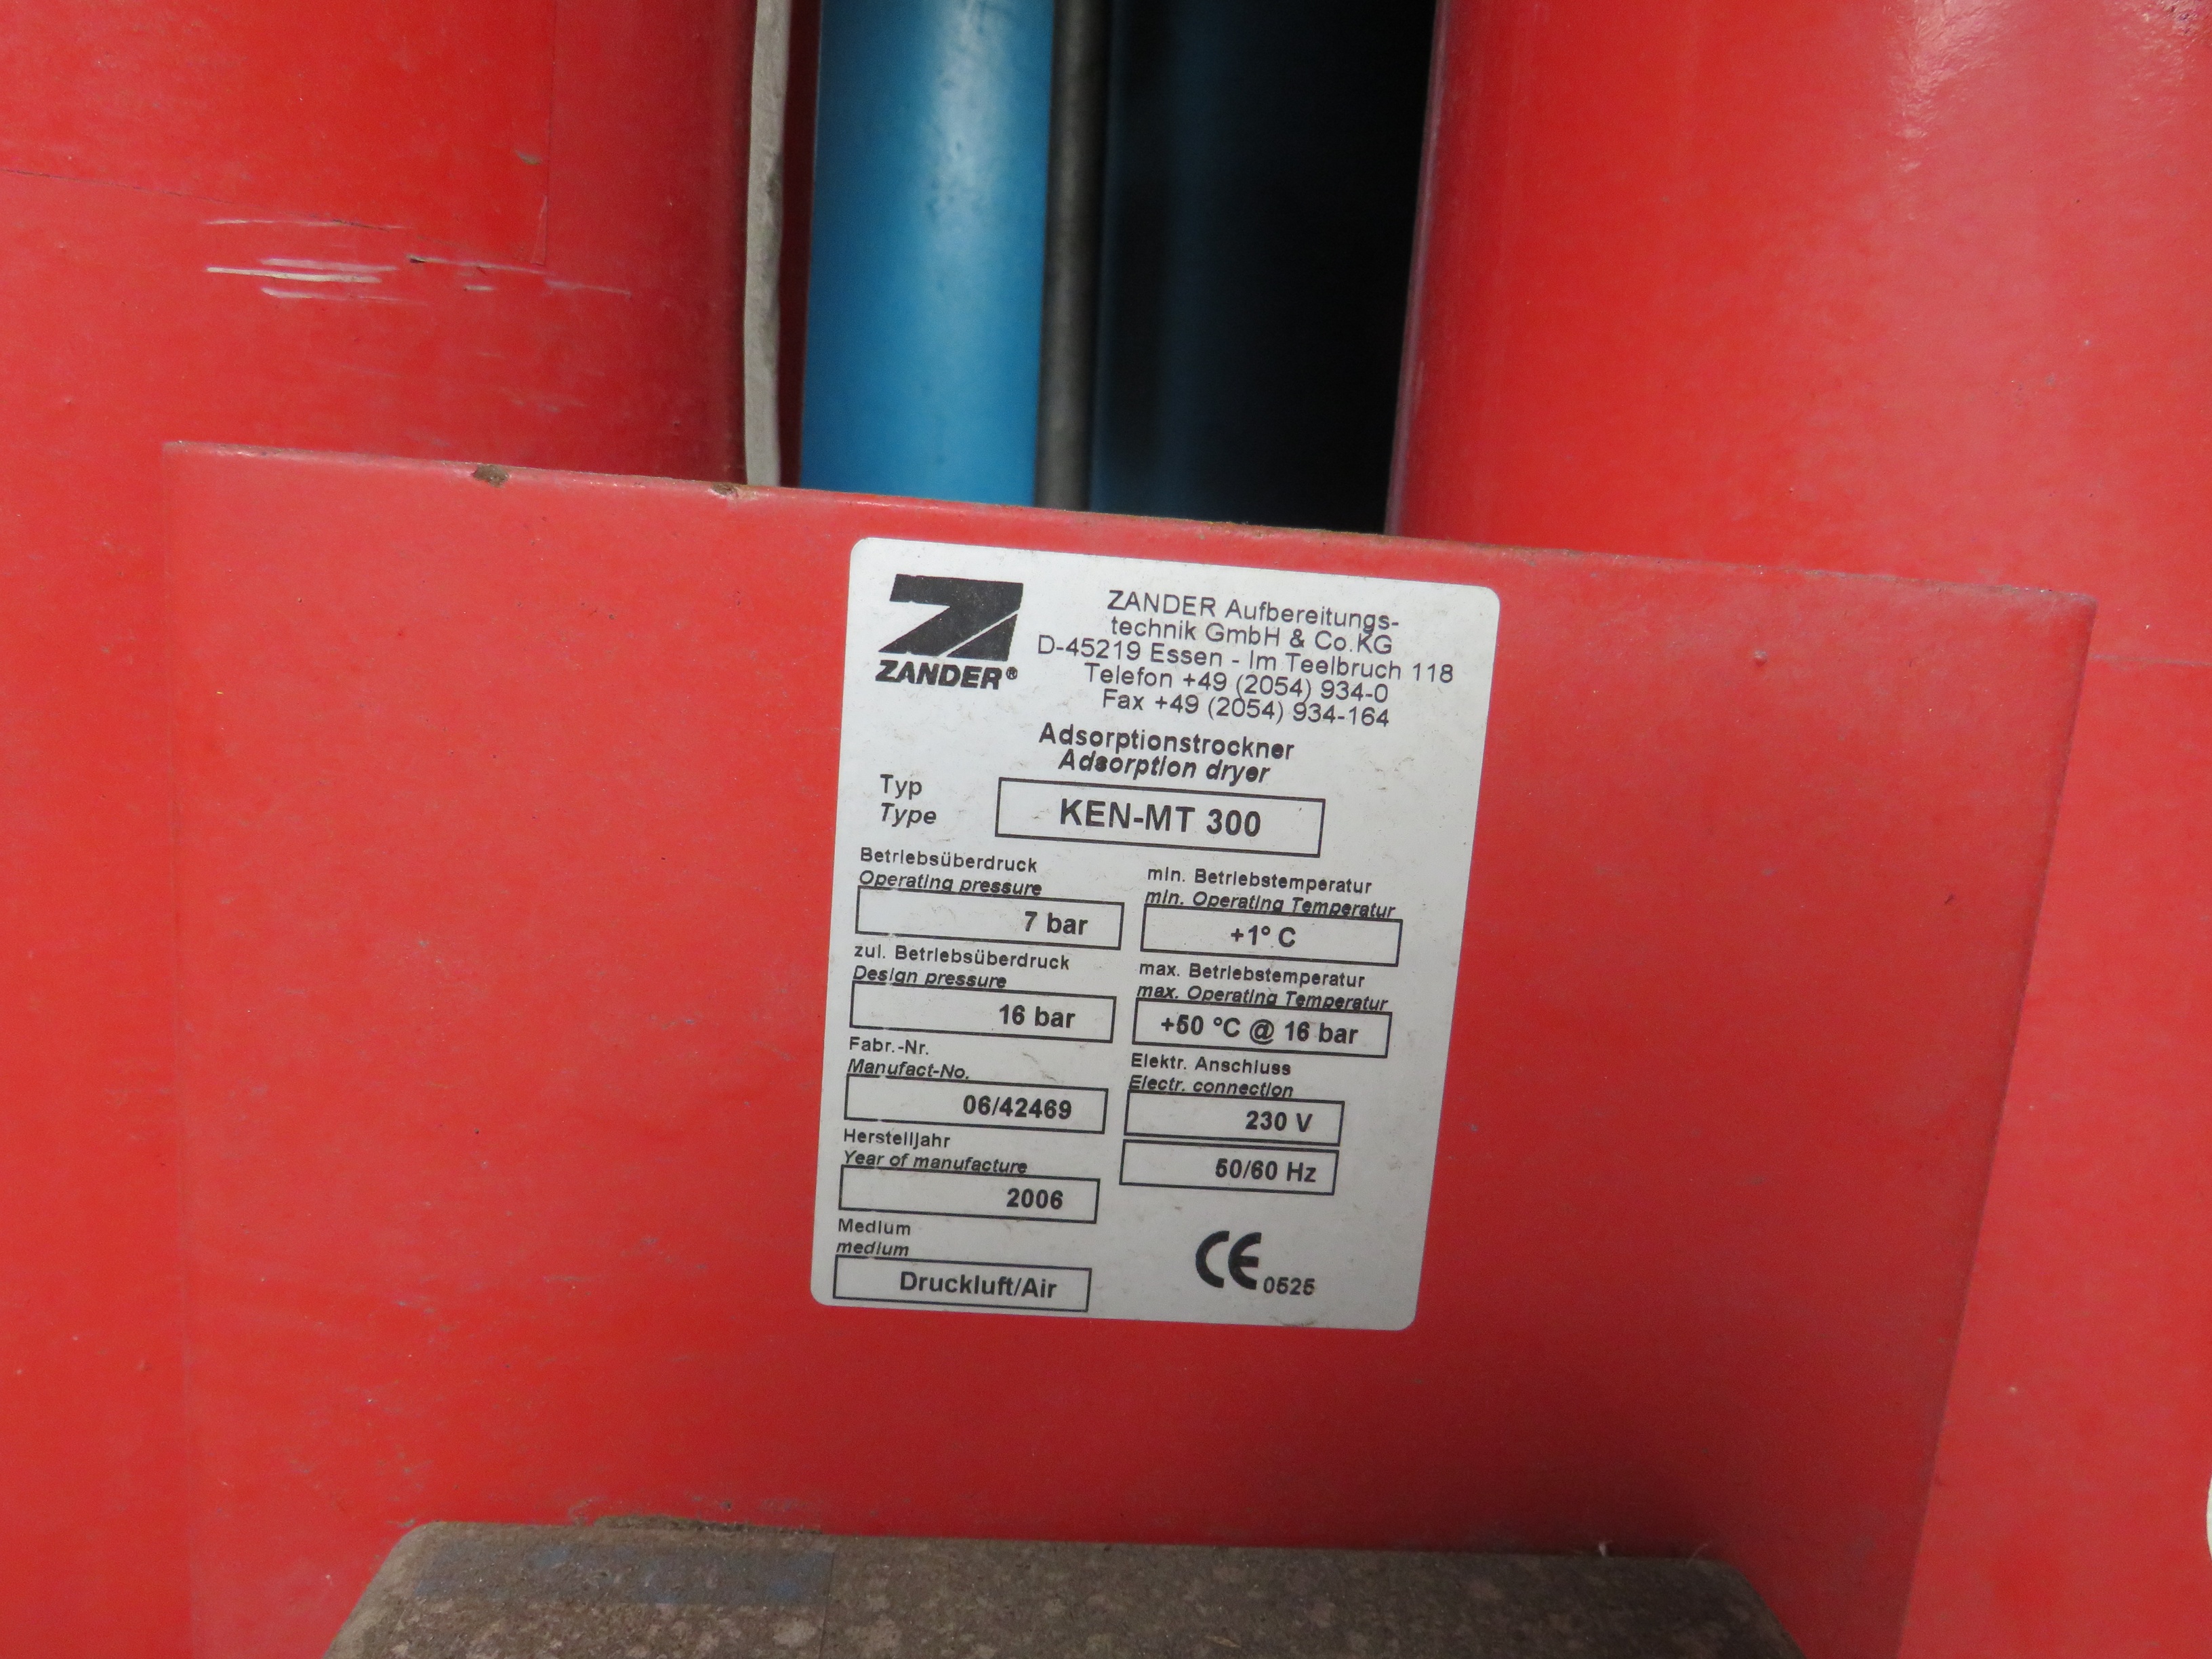 ZANDER®
ZANDER Aufbereitungs-
technik GmbH & Co.KG
D-45219 Essen - Im Teelbruch 118
Telefon +49 (2054) 934-0
Fax +49 (2054) 934-164
Adsorptionstrockner
Adsorption dryer
Typ
Type
KEN-MT 300
Betriebsüberdruck
Operating pressure
7 bar
min. Betriebstemperatur
min. Operating Temperatur
+1° C
zul. Betriebsüberdruck
Design pressure
16 bar
max. Betriebstemperatur
max. Operating Temperatur
+50 °C @ 16 bar
Fabr.-Nr.
Manufact-No.
06/42469
Elektr. Anschluss
Electr. connection
230 V
50/60 Hz
Herstelljahr
Year of manufacture
2006
Medium
medium
Druckluft/Air
CE 0525